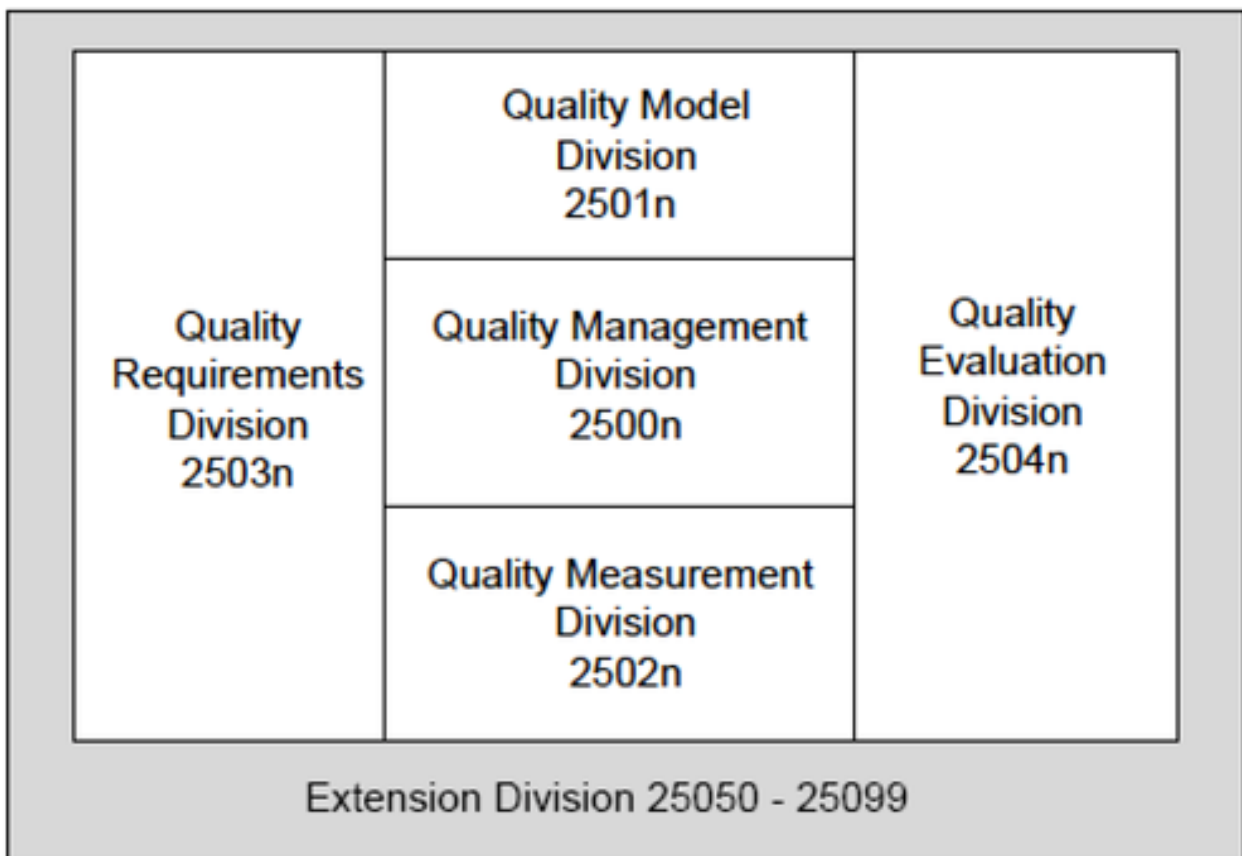 Quality
Requirements
Division
2503n
Quality Model
Division
2501n
Quality Management
Division
2500n
Quality Measurement
Division
2502n
Quality
Evaluation
Division
2504n
Extension Division 25050 - 25099